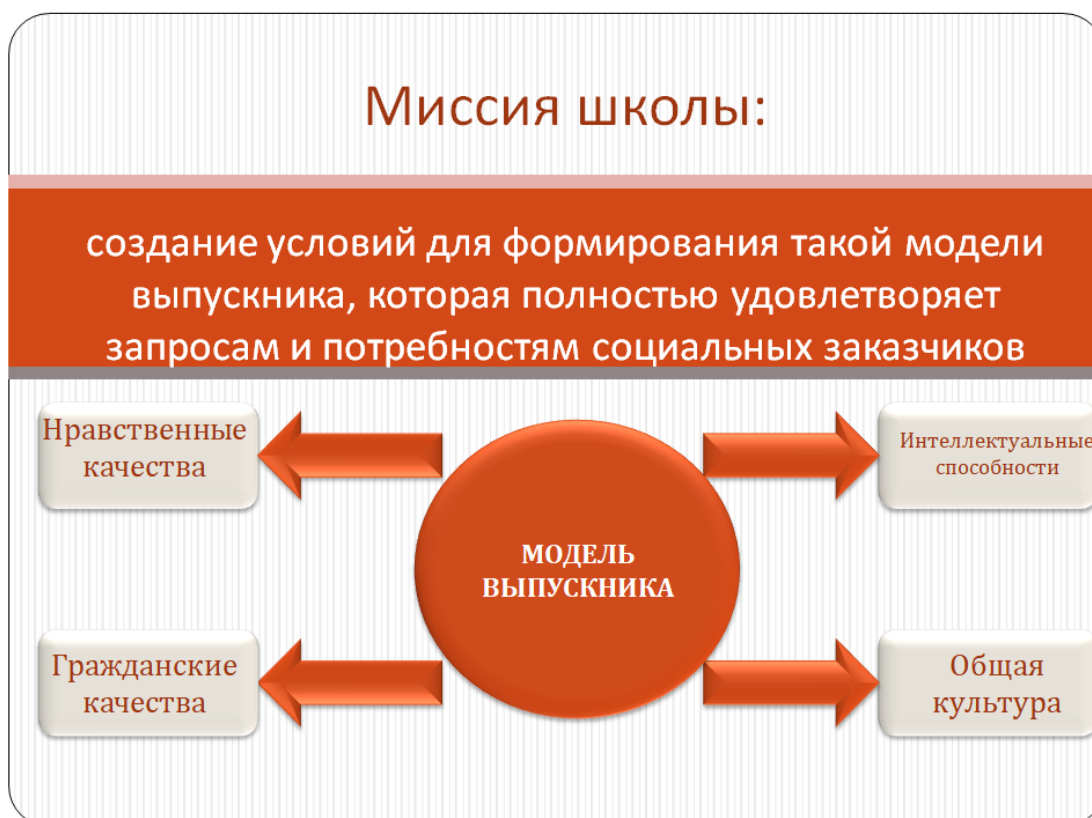 Миссия школы:
создание условий для формирования такой модели
выпускника, которая полностью удовлетворяет
запросам и потребностям социальных заказчиков
Нравственные
качества
Интеллектуальные
способности
МОДЕЛЬ
ВЫПУСКНИКА
Гражданские
качества
Общая
культура